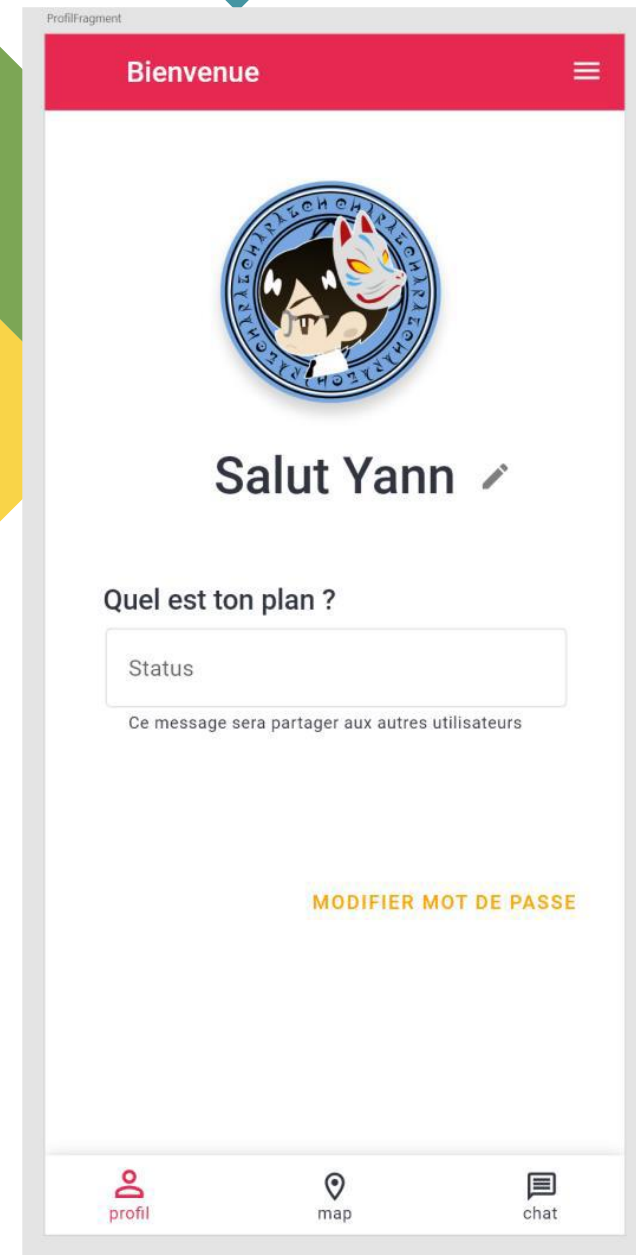 ProfilFragment
Bienvenue
Salut Yann
Quel est ton plan ?
Status
Ce message sera partager aux autres utilisateurs
MODIFIER MOT DE PASSE
profil
map
chat